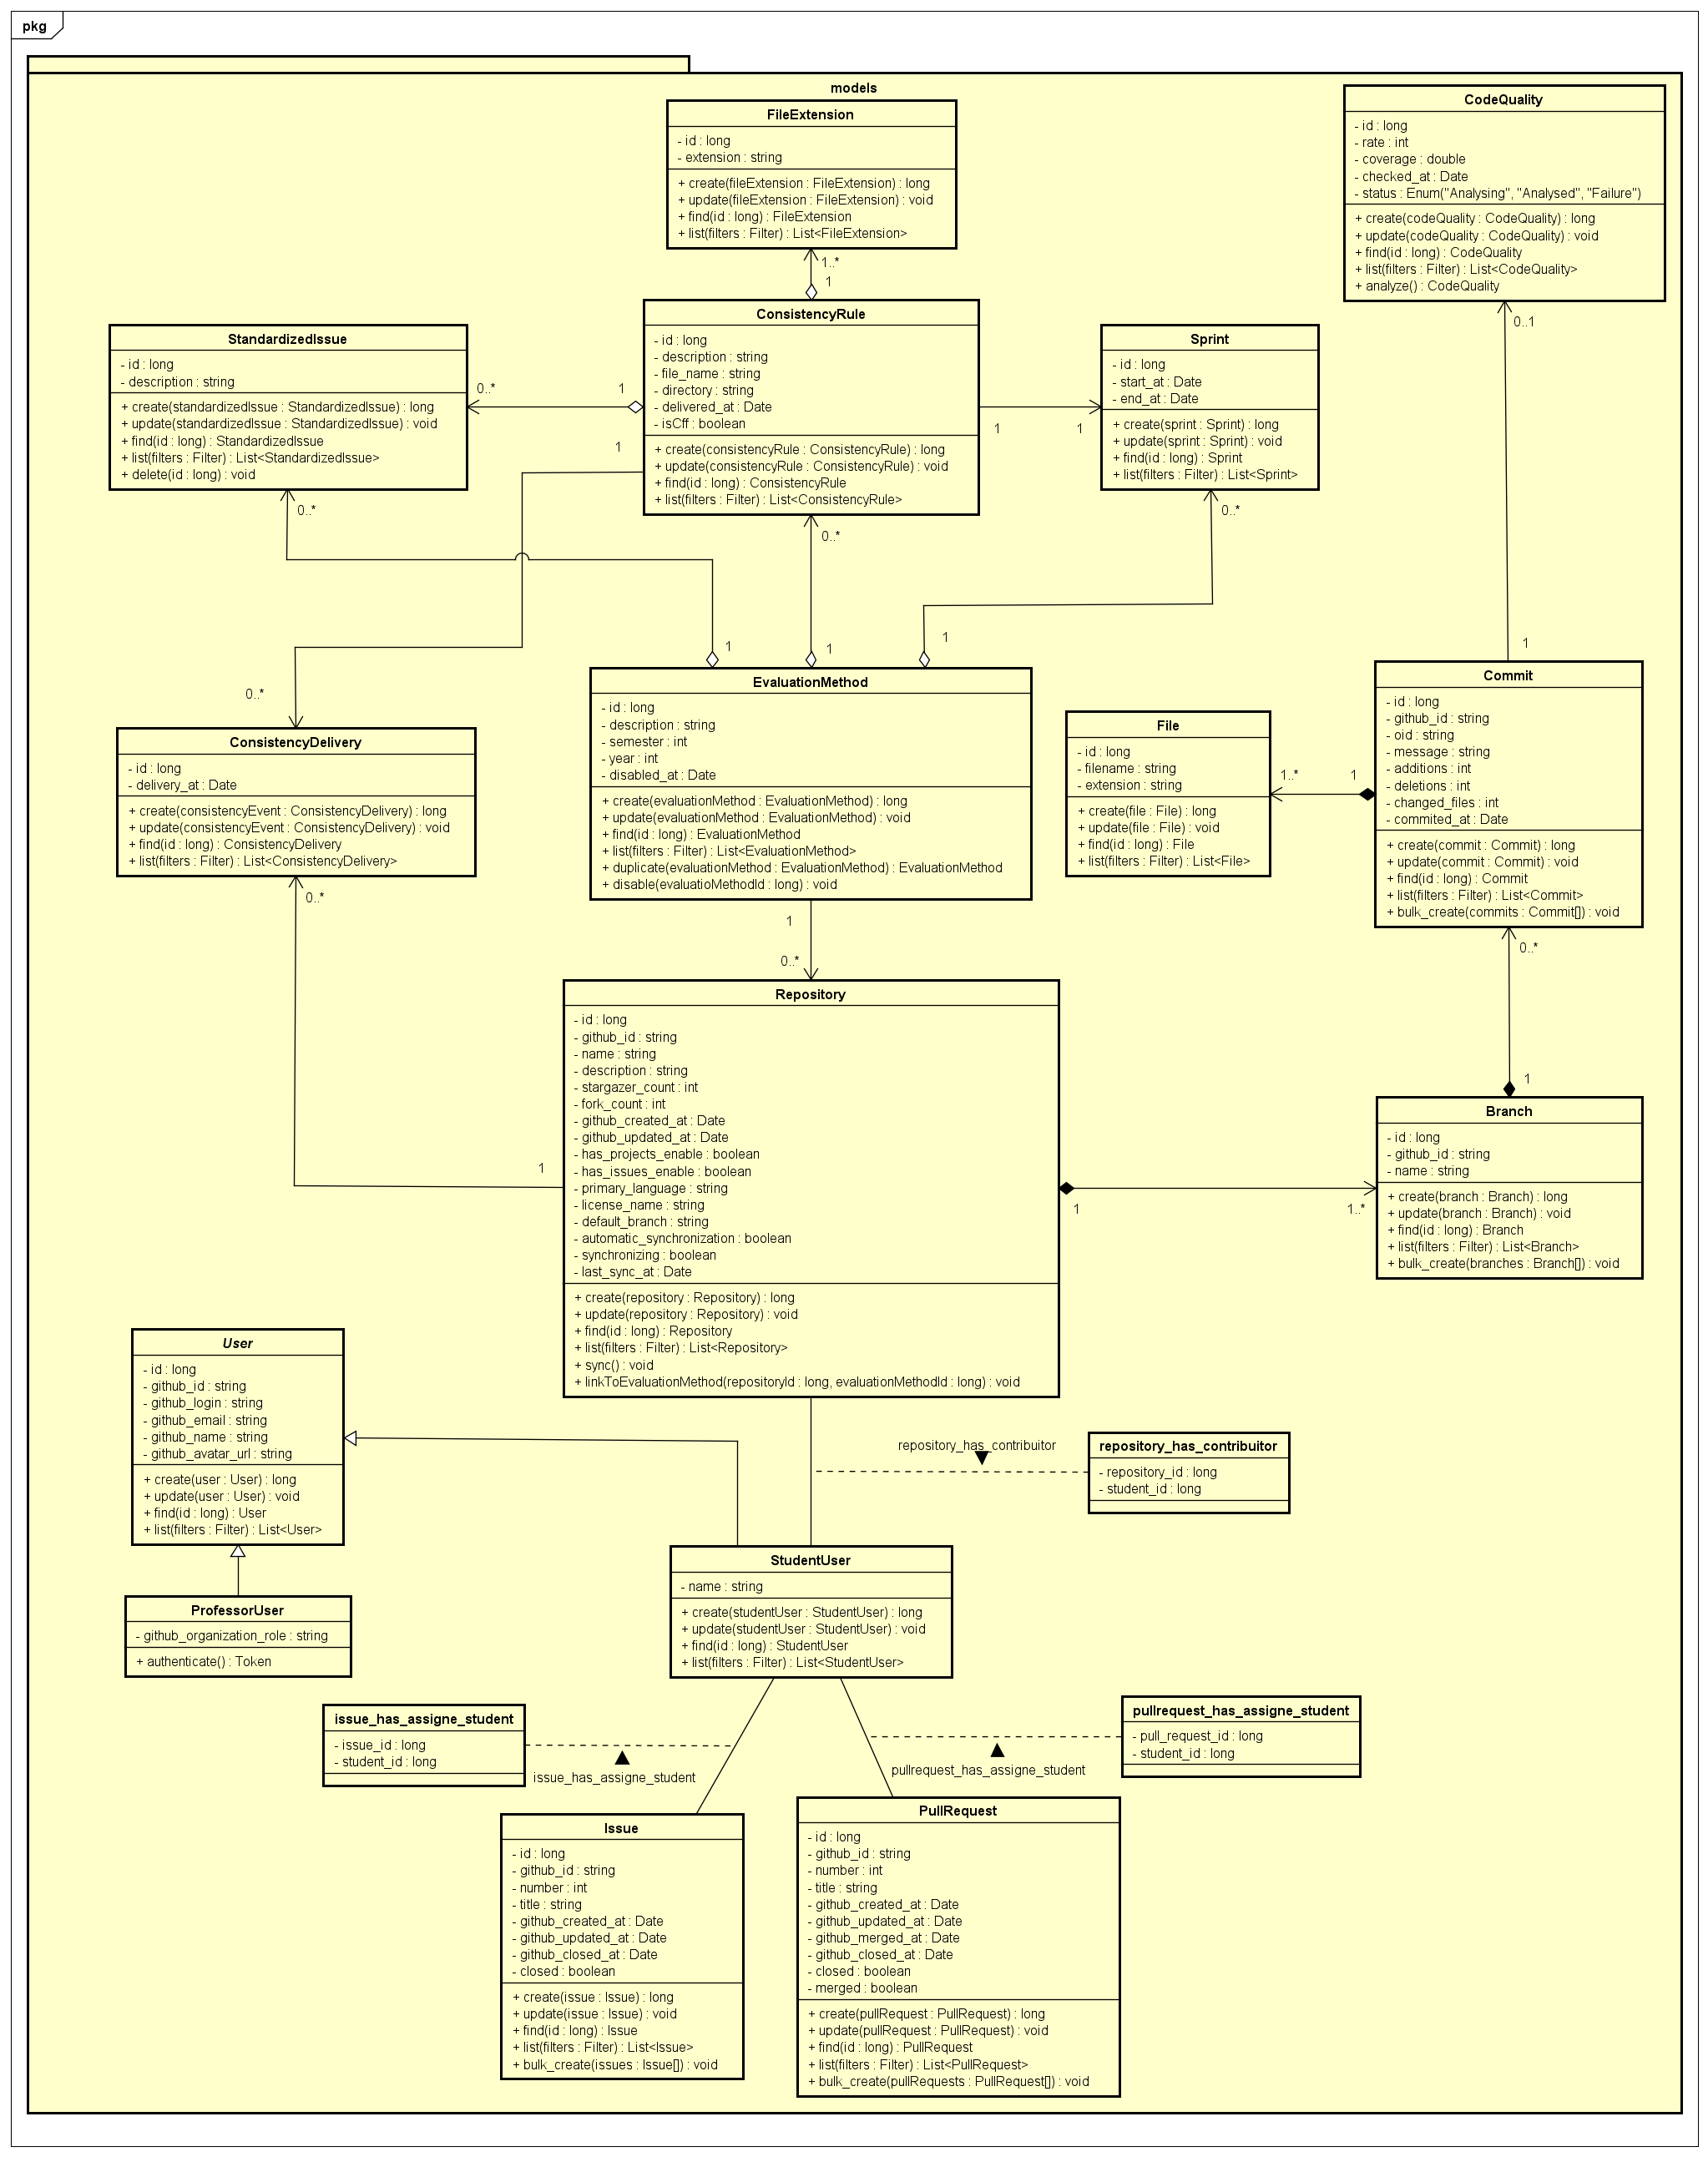 pkg
models
FileExtension
- id : long
- extension : string
+ create(fileExtension : FileExtension) : long
+ update(fileExtension : FileExtension) : void
+ find(id : long) : FileExtension
+ list(filters : Filter) : List<FileExtension>
CodeQuality
- id : long
- rate : int
- coverage : double
- checked_at : Date
- status : Enum("Analysing", "Analysed", "Failure")
+ create(codeQuality : CodeQuality) : long
+ update(codeQuality : CodeQuality) : void
+ find(id : long) : CodeQuality
+ list(filters : Filter) : List<CodeQuality>
+ analyze() : CodeQuality
1..*
1
0..1
StandardizedIssue
- id : long
- description : string
+ create(standardizedIssue : StandardizedIssue) : long
+ update(standardizedIssue : StandardizedIssue) : void
+ find(id : long) : StandardizedIssue
+ list(filters : Filter) : List<StandardizedIssue>
+ delete(id : long) : void
0..*
1
1
ConsistencyRule
- id : long
- description : string
- file_name : string
- directory : string
- delivered_at : Date
- isCff : boolean
+ create(consistencyRule : ConsistencyRule) : long
+ update(consistencyRule : ConsistencyRule) : void
+ find(id : long) : ConsistencyRule
+ list(filters : Filter) : List<ConsistencyRule>
1
1
Sprint
- id : long
- start_at : Date
- end_at : Date
+ create(sprint : Sprint) : long
+ update(sprint : Sprint) : void
+ find(id : long) : Sprint
+ list(filters : Filter) : List<Sprint>
0..*
0..*
0..*
1
1
1
1
0..*
ConsistencyDelivery
- id : long
- delivery_at : Date
+ create(consistencyEvent : ConsistencyDelivery) : long
+ update(consistencyEvent : ConsistencyDelivery) : void
+ find(id : long) : ConsistencyDelivery
+ list(filters : Filter) : List<ConsistencyDelivery>
0..*
EvaluationMethod
- id : long
- description : string
- semester : int
- year : int
- disabled_at : Date
+ create(evaluationMethod : EvaluationMethod) : long
+ update(evaluationMethod : EvaluationMethod) : void
+ find(id : long) : EvaluationMethod
+ list(filters : Filter) : List<EvaluationMethod>
+ duplicate(evaluationMethod : EvaluationMethod) : EvaluationMethod
+ disable(evaluatioMethodId : long) : void
1
0..*
File
- id : long
- filename : string
- extension : string
+ create(file : File) : long
+ update(file : File) : void
+ find(id : long) : File
+ list(filters : Filter) : List<File>
1..*
1
Commit
- id : long
- github_id : string
- oid : string
- message : string
- additions : int
- deletions : int
- changed_files : int
- commited_at : Date
+ create(commit : Commit) : long
+ update(commit : Commit) : void
+ find(id : long) : Commit
+ list(filters : Filter) : List<Commit>
+ bulk_create(commits : Commit[]) : void
0..*
1
Repository
- id : long
- github_id : string
- name : string
- description : string
- stargazer_count : int
- fork_count : int
- github_created_at : Date
- github_updated_at : Date
- has_projects_enable : boolean
- has_issues_enable : boolean
- primary_language : string
- license_name : string
- default_branch : string
- automatic_synchronization : boolean
- synchronizing : boolean
- last_sync_at : Date
+ create(repository : Repository) : long
+ update(repository : Repository) : void
+ find(id : long) : Repository
+ list(filters : Filter) : List<Repository>
+ sync() : void
+ linkToEvaluationMethod(repositoryId : long, evaluationMethodId : long) : void
1
1
1..*
Branch
- id : long
- github_id : string
- name : string
+ create(branch : Branch) : long
+ update(branch : Branch) : void
+ find(id : long) : Branch
+ list(filters : Filter) : List<Branch>
+ bulk_create(branches : Branch[]) : void
User
- id : long
- github_id : string
- github_login : string
- github_email : string
- github_name : string
- github_avatar_url : string
+ create(user : User) : long
+ update(user : User) : void
+ find(id : long) : User
+ list(filters : Filter) : List<User>
repository_has_contribuitor
repository_has_contribuitor
- repository_id : long
- student_id : long
ProfessorUser
- github_organization_role : string
+ authenticate() : Token
StudentUser
- name : string
+ create(studentUser : StudentUser) : long
+ update(studentUser : StudentUser) : void
+ find(id : long) : StudentUser
+ list(filters : Filter) : List<StudentUser>
issue_has_assigne_student
- issue_id : long
- student_id : long
issue_has_assigne_student
pullrequest_has_assigne_student
- pull_request_id : long
- student_id : long
pullrequest_has_assigne_student
Issue
- id : long
- github_id : string
- number : int
- title : string
- github_created_at : Date
- github_updated_at : Date
- github_closed_at : Date
- closed : boolean
+ create(issue : Issue) : long
+ update(issue : Issue) : void
+ find(id : long) : Issue
+ list(filters : Filter) : List<Issue>
+ bulk_create(issues : Issue[]) : void
PullRequest
- id : long
- github_id : string
- number : int
- title : string
- github_created_at : Date
- github_updated_at : Date
- github_merged_at : Date
- github_closed_at : Date
- closed : boolean
- merged : boolean
+ create(pullRequest : PullRequest) : long
+ update(pullRequest : PullRequest) : void
+ find(id : long) : PullRequest
+ list(filters : Filter) : List<PullRequest>
+ bulk_create(pullRequests : PullRequest[]) : void